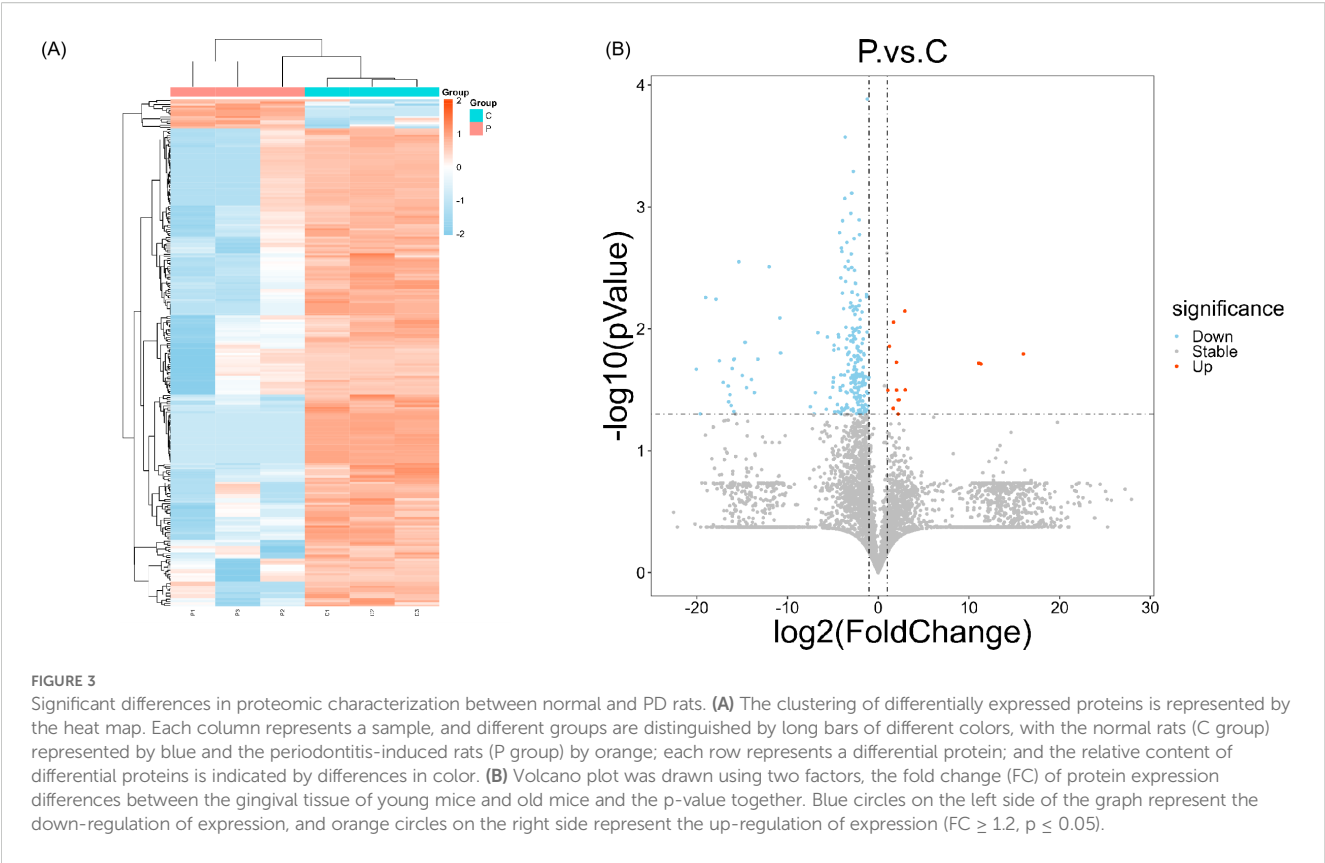 (A)
Group
2
1
0
-1
-2
Group
C
P
P1
P3
P2
C1
C2
C3
(B)
P.vs.C
-log10(pValue)
4
3
2
1
0
-20
-10
0
10
20
30
log2(FoldChange)
significance
Down
Stable
Up
FIGURE 3
Significant differences in proteomic characterization between normal and PD rats. (A) The clustering of differentially expressed proteins is represented by
the heat map. Each column represents a sample, and different groups are distinguished by long bars of different colors, with the normal rats (C group)
represented by blue and the periodontitis-induced rats (P group) by orange; each row represents a differential protein; and the relative content of
differential proteins is indicated by differences in color. (B) Volcano plot was drawn using two factors, the fold change (FC) of protein expression
differences between the gingival tissue of young mice and old mice and the p-value together. Blue circles on the left side of the graph represent the
down-regulation of expression, and orange circles on the right side represent the up-regulation of expression (FC ≥ 1.2, p ≤ 0.05).